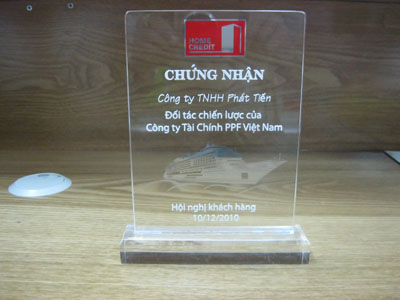 HOME
CREDIT
CHỨNG NHẬN
Công ty TNHH Phát Tiến
Đối tác chiến lược của
Công ty Tài Chính PPF Việt Nam
Hội nghị khách hàng
10/12/2010